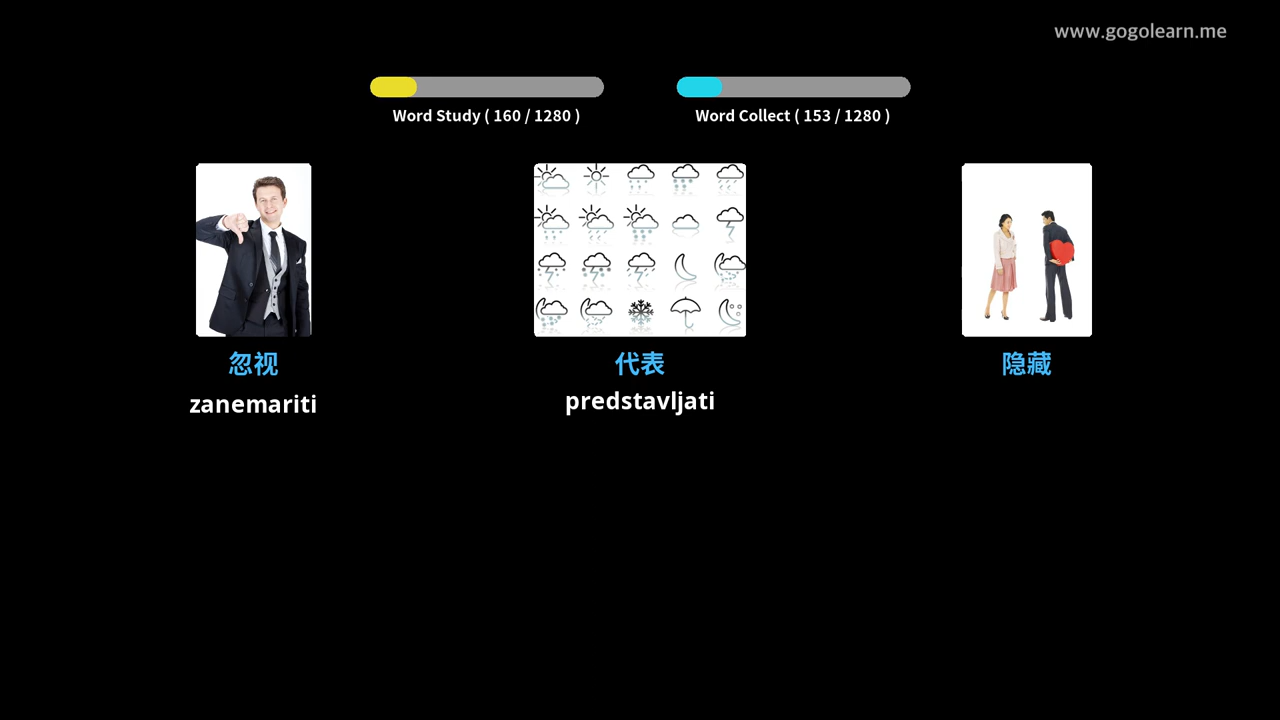 www.gogolearn.me
Word Study ( 160 / 1280 )
Word Collect ( 153 / 1280 )
忽视
代表
隐藏
zanemariti
predstavljati